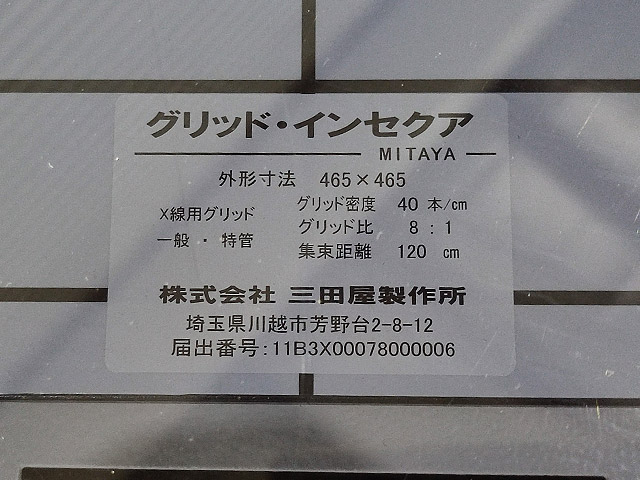 グリッド・インセクア
MITAYA
外形寸法 465×465
X線用グリッド
一般 ・ 特管
グリッド密度 40 本/cm
グリッド比 8 : 1
集束距離 120 cm
株式会社 三田屋製作所
埼玉県川越市芳野台2-8-12
届出番号:11B3X00078000006